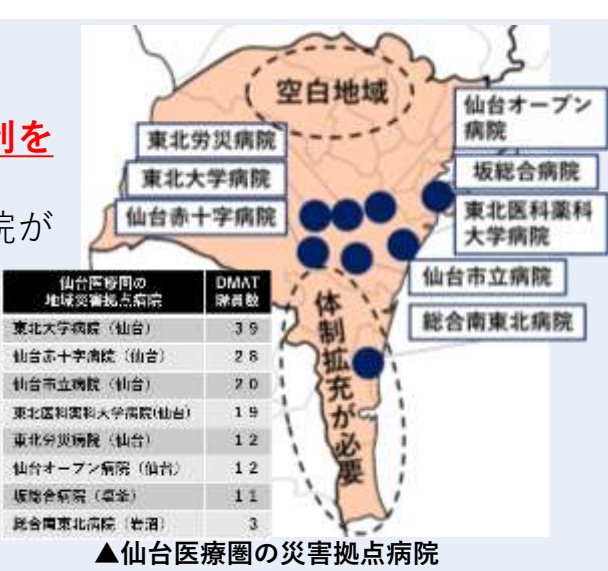 割を
院が
空白地域
仙台オープン
病院
東北労災病院
坂総合病院
東北大学病院
東北医科薬科
大学病院
仙台赤十字病院
仙台市立病院
総合南東北病院
体制拡充が必要
仙台医療圏の
地域災害拠点病院
DMAT
隊員数
東北大学病院（仙台） 39
仙台赤十字病院（仙台） 28
仙台市立病院（仙台） 20
東北医科薬科大学病院(仙台) 19
東北労災病院（仙台） 12
仙台オープン病院（仙台） 12
坂総合病院（塩釜） 11
総合南東北病院（岩沼） 3
▲仙台医療圏の災害拠点病院